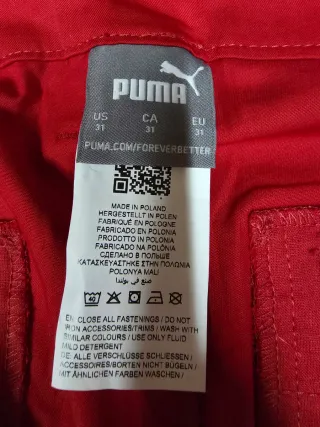 PUMA
US CA EU
31 31 31
PUMA.COM/FOREVERBETTER
MADE IN POLAND
HERGESTELLT IN POLEN
FABRIQUÉ EN POLOGNE
FABRICADO EN POLONIA
PRODOTTO IN POLONIA
FABRICADO NA POLÓNIA
СДЕЛАНО В ПОЛЬШЕ
ΚΑΤΑΣΚΕΥΑΣΤΗΚΕ ΣΤΗΝ ΠΟΛΩΝΙΑ
POLONYA MALI
صنع في بولندا
40
EN: CLOSE ALL FASTENINGS / DO NOT
IRON ACCESSORIES/TRIMS / WASH WITH
SIMILAR COLOURS / USE ONLY FLUID
MILD DETERGENT
DE: ALLE VERSCHLÜSSE SCHLIESSEN /
ACCESSOIRES/BORTEN NICHT BÜGELN /
MIT ÄHNLICHEN FARBEN WASCHEN /